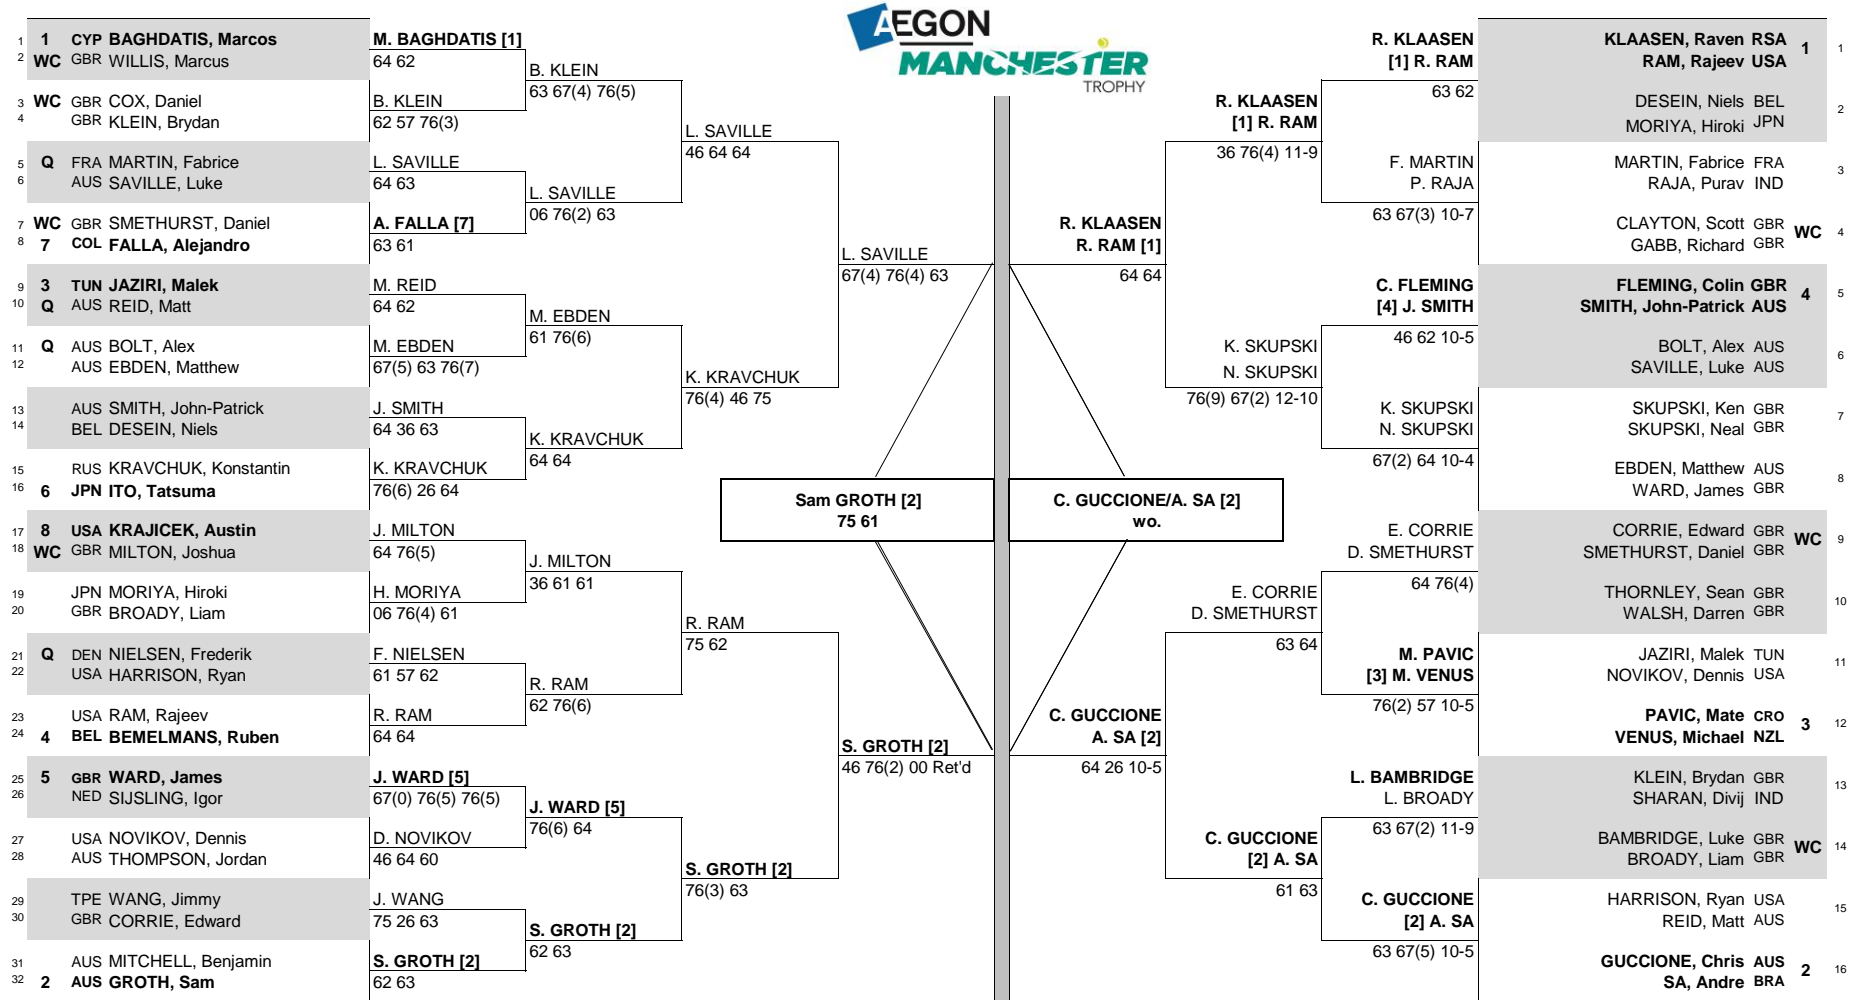 AEGON
MANCHESTER
TROPHY
1 1 CYP BAGHDATIS, Marcos
2 WC GBR WILLIS, Marcus
3 WC GBR COX, Daniel
4 GBR KLEIN, Brydan
5 Q FRA MARTIN, Fabrice
6 AUS SAVILLE, Luke
7 WC GBR SMETHURST, Daniel
8 7 COL FALLA, Alejandro
9 3 TUN JAZIRI, Malek
10 Q AUS REID, Matt
11 Q AUS BOLT, Alex
12 AUS EBDEN, Matthew
13 AUS SMITH, John-Patrick
14 BEL DESEIN, Niels
15 RUS KRAVCHUK, Konstantin
16 6 JPN ITO, Tatsuma
17 8 USA KRAJICEK, Austin
18 WC GBR MILTON, Joshua
19 JPN MORIYA, Hiroki
20 GBR BROADY, Liam
21 Q DEN NIELSEN, Frederik
22 USA HARRISON, Ryan
23 USA RAM, Rajeev
24 4 BEL BEMELMANS, Ruben
25 5 GBR WARD, James
26 NED SIJSLING, Igor
27 USA NOVIKOV, Dennis
28 AUS THOMPSON, Jordan
29 TPE WANG, Jimmy
30 GBR CORRIE, Edward
31 AUS MITCHELL, Benjamin
32 2 AUS GROTH, Sam
M. BAGHDATIS [1]
64 62
B. KLEIN
62 57 76(3)
L. SAVILLE
64 63
A. FALLA [7]
63 61
M. REID
64 62
M. EBDEN
67(5) 63 76(7)
J. SMITH
64 36 63
K. KRAVCHUK
76(6) 26 64
J. MILTON
64 76(5)
H. MORIYA
06 76(4) 61
F. NIELSEN
61 57 62
R. RAM
64 64
J. WARD [5]
67(0) 76(5) 76(5)
D. NOVIKOV
46 64 60
J. WANG
75 26 63
S. GROTH [2]
62 63
B. KLEIN
63 67(4) 76(5)
L. SAVILLE
06 76(2) 63
M. EBDEN
61 76(6)
K. KRAVCHUK
64 64
J. MILTON
36 61 61
R. RAM
62 76(6)
J. WARD [5]
76(6) 64
S. GROTH [2]
62 63
L. SAVILLE
46 64 64
K. KRAVCHUK
76(4) 46 75
R. RAM
75 62
S. GROTH [2]
76(3) 63
L. SAVILLE
67(4) 76(4) 63
S. GROTH [2]
46 76(2) 00 Ret'd
Sam GROTH [2]
75 61
C. GUCCIONE/A. SA [2]
wo.
R. KLAASEN
R. RAM [1]
64 64
C. GUCCIONE
A. SA [2]
64 26 10-5
R. KLAASEN
[1] R. RAM
36 76(4) 11-9
K. SKUPSKI
N. SKUPSKI
76(9) 67(2) 12-10
E. CORRIE
D. SMETHURST
63 64
C. GUCCIONE
[2] A. SA
61 63
R. KLAASEN
[1] R. RAM
63 62
F. MARTIN
P. RAJA
63 67(3) 10-7
C. FLEMING
[4] J. SMITH
46 62 10-5
K. SKUPSKI
N. SKUPSKI
67(2) 64 10-4
E. CORRIE
D. SMETHURST
64 76(4)
M. PAVIC
[3] M. VENUS
76(2) 57 10-5
L. BAMBRIDGE
L. BROADY
63 67(2) 11-9
C. GUCCIONE
[2] A. SA
63 67(5) 10-5
KLAASEN, Raven RSA 1 1
RAM, Rajeev USA
DESEIN, Niels BEL 2
MORIYA, Hiroki JPN
MARTIN, Fabrice FRA 3
RAJA, Purav IND
CLAYTON, Scott GBR WC 4
GABB, Richard GBR
FLEMING, Colin GBR 4 5
SMITH, John-Patrick AUS
BOLT, Alex AUS 6
SAVILLE, Luke AUS
SKUPSKI, Ken GBR 7
SKUPSKI, Neal GBR
EBDEN, Matthew AUS 8
WARD, James GBR
CORRIE, Edward GBR WC 9
SMETHURST, Daniel GBR
THORNLEY, Sean GBR 10
WALSH, Darren GBR
JAZIRI, Malek TUN 11
NOVIKOV, Dennis USA
PAVIC, Mate CRO 3 12
VENUS, Michael NZL
KLEIN, Brydan GBR 13
SHARAN, Divij IND
BAMBRIDGE, Luke GBR WC 14
BROADY, Liam GBR
HARRISON, Ryan USA 15
REID, Matt AUS
GUCCIONE, Chris AUS 2 16
SA, Andre BRA